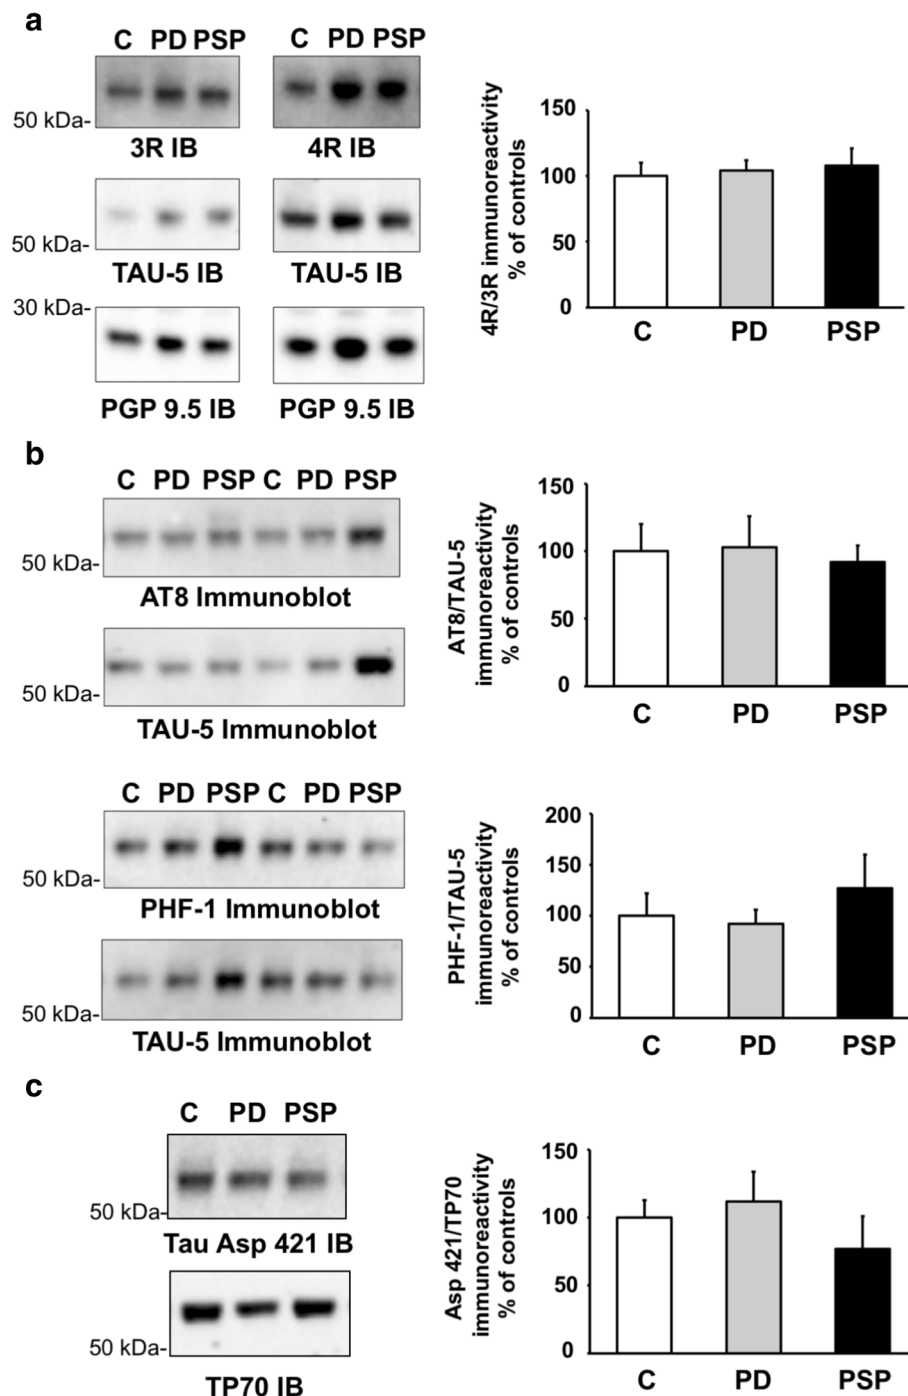 a
C PD PSP
C PD PSP
50 kDa-
3R IB
4R IB
50 kDa-
TAU-5 IB
TAU-5 IB
30 kDa-
PGP 9.5 IB
PGP 9.5 IB
4R/3R immunoreactivity
% of controls
150
100
50
0
C PD PSP
b
C PD PSP C PD PSP
50 kDa-
AT8 Immunoblot
50 kDa-
TAU-5 Immunoblot
AT8/TAU-5
immunoreactivity
% of controls
150
100
50
0
C PD PSP
C PD PSP C PD PSP
50 kDa-
PHF-1 Immunoblot
50 kDa-
TAU-5 Immunoblot
PHF-1/TAU-5
immunoreactivity
% of controls
200
150
100
50
0
C PD PSP
c
C PD PSP
50 kDa-
Tau Asp 421 IB
50 kDa-
TP70 IB
Asp 421/TP70
immunoreactivity
% of controls
150
100
50
0
C PD PSP